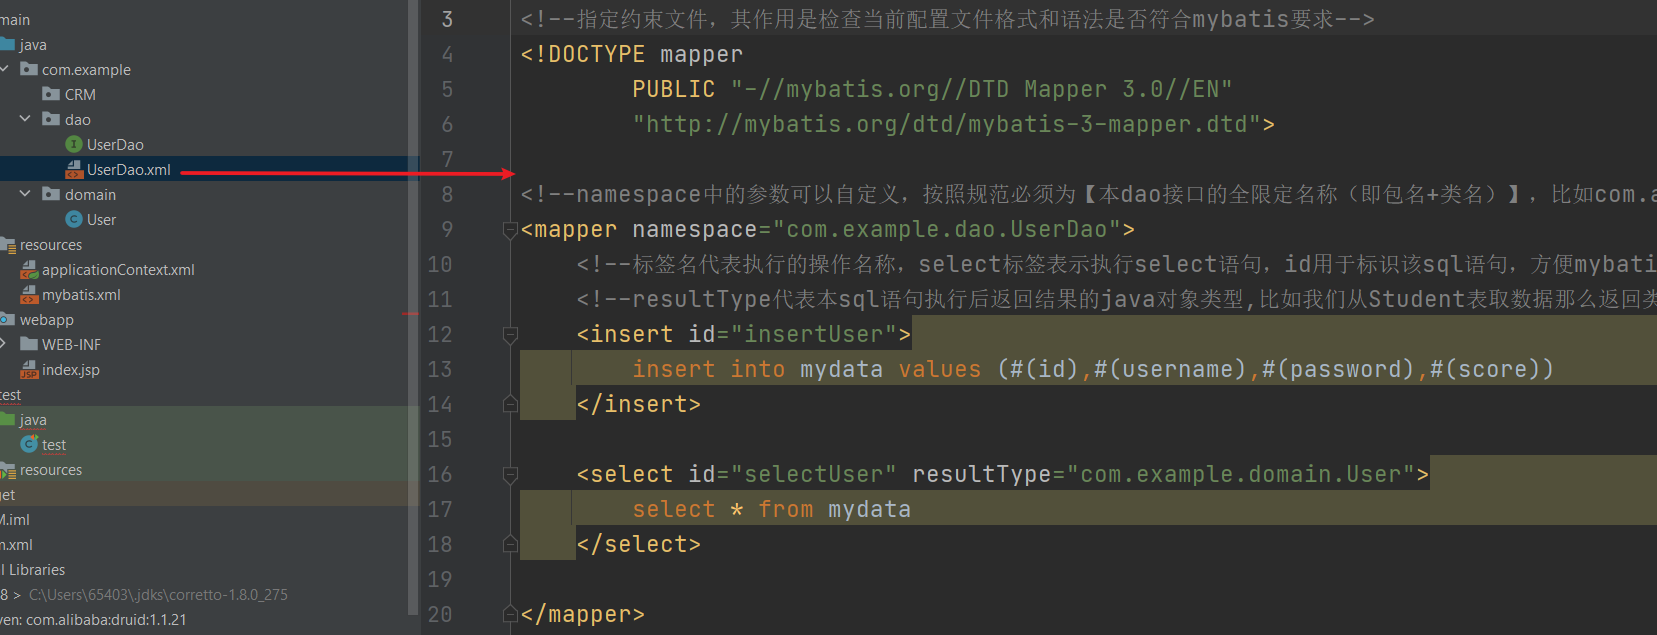 main
java
com.example
CRM
dao
UserDao
UserDao.xml
domain
User
resources
applicationContext.xml
mybatis.xml
webapp
WEB-INF
index.jsp
test
java
test
resources
get
M.iml
m.xml
l Libraries
8 > C:\Users\65403\.jdks\corretto-1.8.0_275
ven: com.alibaba:druid:1.1.21
3 <!--指定约束文件，其作用是检查当前配置文件格式和语法是否符合mybatis要求-->
4 <!DOCTYPE mapper
5 PUBLIC "-//mybatis.org//DTD Mapper 3.0//EN"
6 "http://mybatis.org/dtd/mybatis-3-mapper.dtd">
7
8 <!--namespace中的参数可以自定义，按照规范必须为【本dao接口的全限定名称（即包名+类名）】，比如com.a
9 <mapper namespace="com.example.dao.UserDao">
10 <!--标签名代表执行的操作名称，select标签表示执行select语句，id用于标识该sql语句，方便mybati
11 <!--resultType代表本sql语句执行后返回结果的java对象类型,比如我们从Student表取数据那么返回类
12 <insert id="insertUser">
13 insert into mydata values (#(id),#(username),#(password),#(score))
14 </insert>
15
16 <select id="selectUser" resultType="com.example.domain.User">
17 select * from mydata
18 </select>
19
20 </mapper>